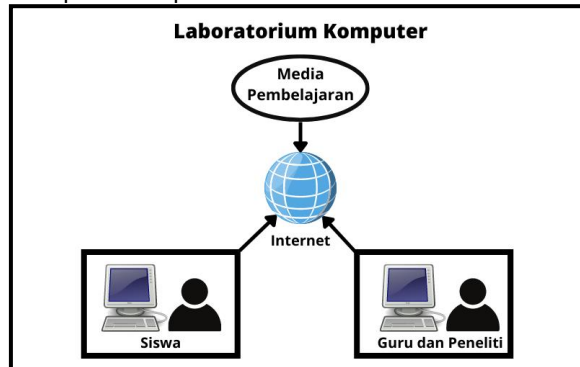 Laboratorium Komputer
Media
Pembelajaran
Internet
Siswa
Guru dan Peneliti